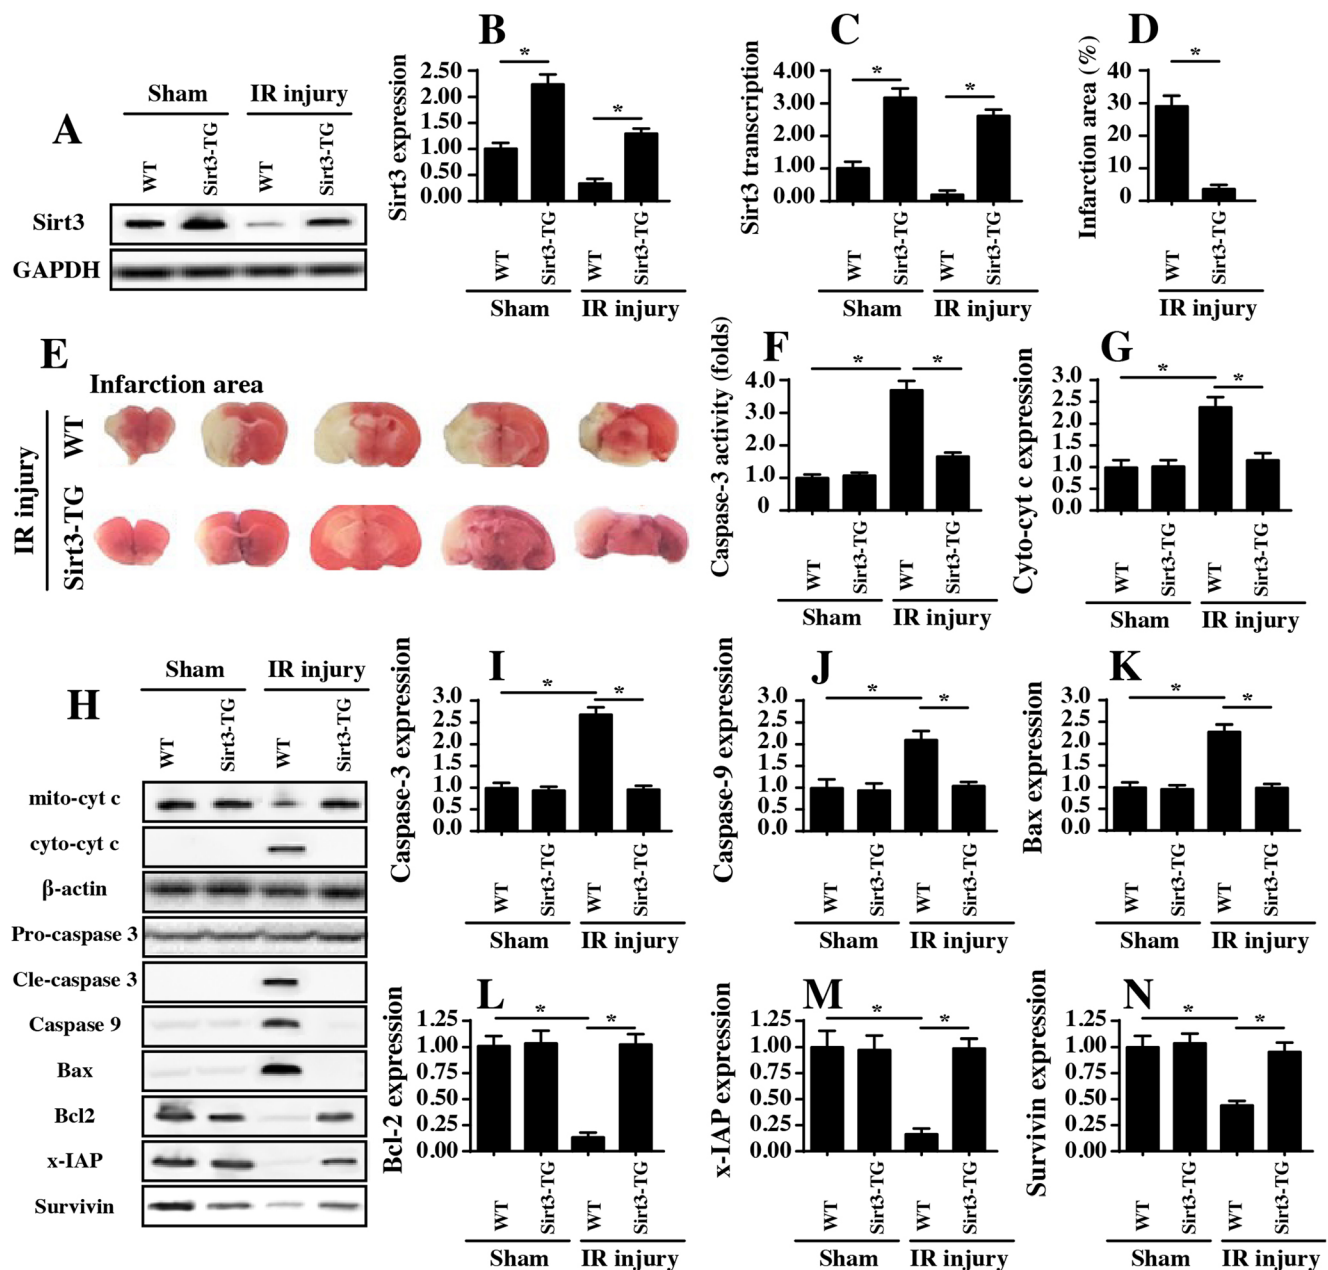 A
Sham
IR injury
WT
Sirt3-TG
WT
Sirt3-TG
Sirt3
GAPDH
B
Sirt3 expression
2.50
2.00
1.50
1.00
0.50
0.00
*
*
WT
Sirt3-TG
WT
Sirt3-TG
Sham
IR injury
C
Sirt3 transcription
4.00
3.00
2.00
1.00
0.00
*
*
WT
Sirt3-TG
WT
Sirt3-TG
Sham
IR injury
D
Infarction area (%)
40
30
20
10
0
*
WT
Sirt3-TG
IR injury
E
Infarction area
IR injury
WT
Sirt3-TG
F
Caspase-3 activity (folds)
4.0
3.0
2.0
1.0
0
*
*
WT
Sirt3-TG
WT
Sirt3-TG
Sham
IR injury
G
Cyto-cyt c expression
3.0
2.5
2.0
1.5
1.0
0.5
0.0
*
*
WT
Sirt3-TG
WT
Sirt3-TG
Sham
IR injury
H
Sham
IR injury
WT
Sirt3-TG
WT
Sirt3-TG
mito-cyt c
cyto-cyt c
β-actin
Pro-caspase 3
Cle-caspase 3
Caspase 9
Bax
Bcl2
x-IAP
Survivin
I
Caspase-3 expression
3.0
2.5
2.0
1.5
1.0
0.5
0.0
*
*
WT
Sirt3-TG
WT
Sirt3-TG
Sham
IR injury
J
Caspase-9 expression
3.0
2.5
2.0
1.5
1.0
0.5
0.0
*
*
WT
Sirt3-TG
WT
Sirt3-TG
Sham
IR injury
K
Bax expression
3.0
2.5
2.0
1.5
1.0
0.5
0.0
*
*
WT
Sirt3-TG
WT
Sirt3-TG
Sham
IR injury
L
Bcl-2 expression
1.25
1.00
0.75
0.50
0.25
0.00
*
*
WT
Sirt3-TG
WT
Sirt3-TG
Sham
IR injury
M
x-IAP expression
1.25
1.00
0.75
0.50
0.25
0.00
*
*
WT
Sirt3-TG
WT
Sirt3-TG
Sham
IR injury
N
Survivin expression
1.25
1.00
0.75
0.50
0.25
0.00
*
*
WT
Sirt3-TG
WT
Sirt3-TG
Sham
IR injury